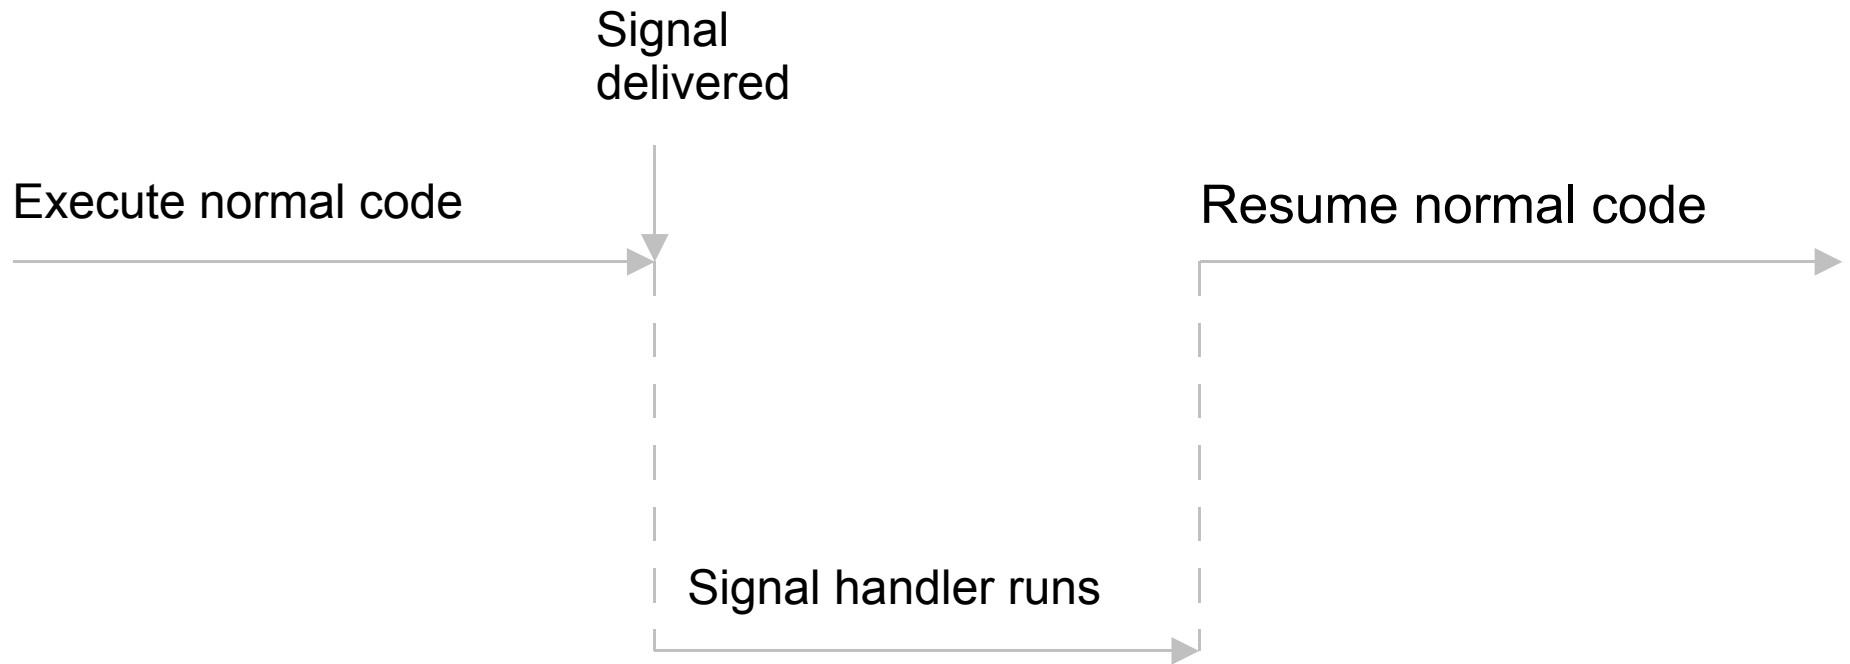 Signal
delivered
Execute normal code
Resume normal code
Signal handler runs